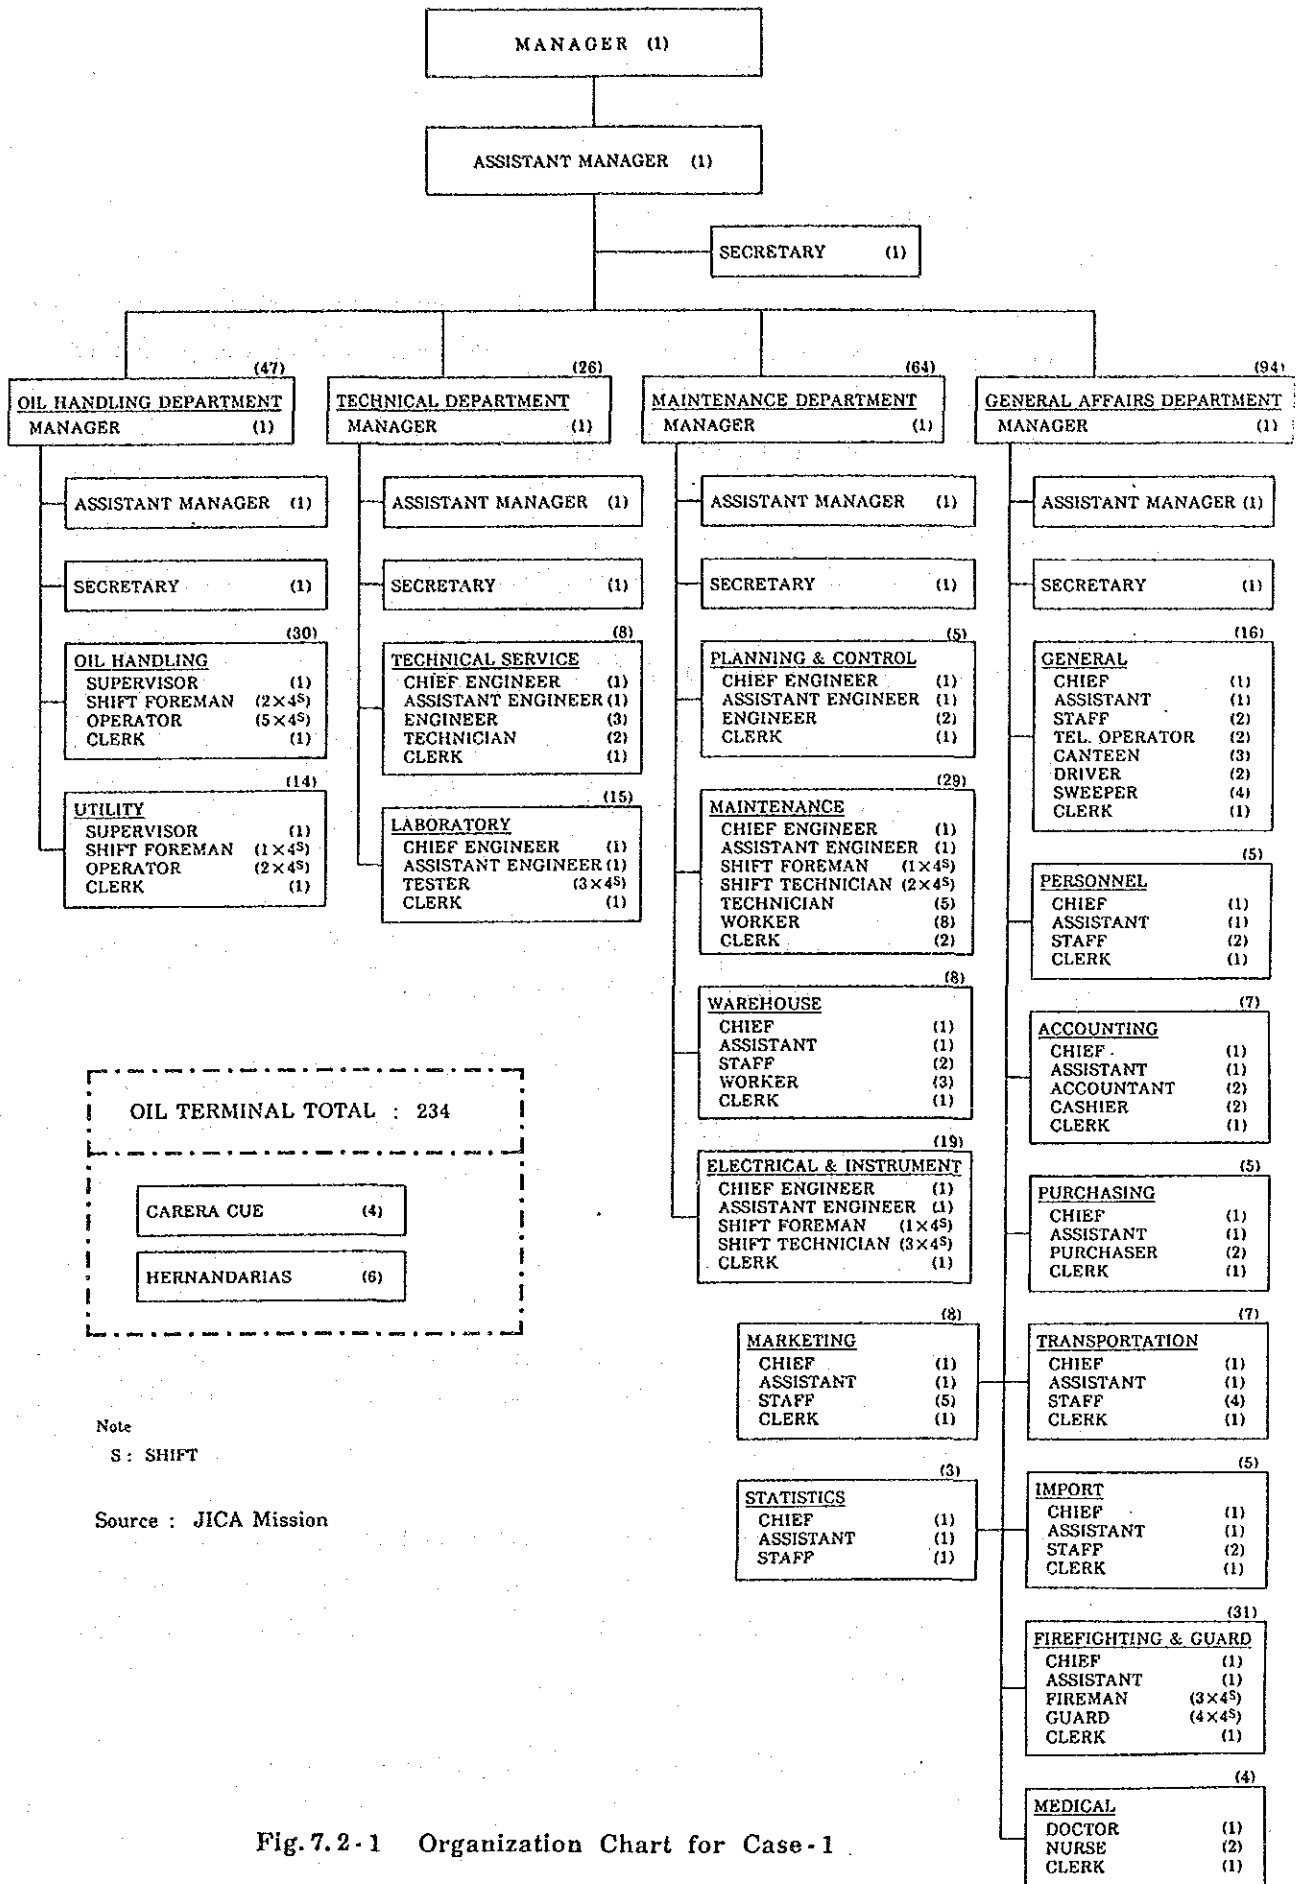 MANAGER (1)
ASSISTANT MANAGER (1)
SECRETARY (1)
(47)
OIL HANDLING DEPARTMENT
MANAGER (1)
ASSISTANT MANAGER (1)
SECRETARY (1)
(30)
OIL HANDLING
SUPERVISOR (1)
SHIFT FOREMAN (2×4S)
OPERATOR (5×4S)
CLERK (1)
(14)
UTILITY
SUPERVISOR (1)
SHIFT FOREMAN (1×4S)
OPERATOR (2×4S)
CLERK (1)
(26)
TECHNICAL DEPARTMENT
MANAGER (1)
ASSISTANT MANAGER (1)
SECRETARY (1)
(8)
TECHNICAL SERVICE
CHIEF ENGINEER (1)
ASSISTANT ENGINEER (1)
ENGINEER (3)
TECHNICIAN (2)
CLERK (1)
(15)
LABORATORY
CHIEF ENGINEER (1)
ASSISTANT ENGINEER (1)
TESTER (3×4S)
CLERK (1)
(64)
MAINTENANCE DEPARTMENT
MANAGER (1)
ASSISTANT MANAGER (1)
SECRETARY (1)
(5)
PLANNING & CONTROL
CHIEF ENGINEER (1)
ASSISTANT ENGINEER (1)
ENGINEER (2)
CLERK (1)
(29)
MAINTENANCE
CHIEF ENGINEER (1)
ASSISTANT ENGINEER (1)
SHIFT FOREMAN (1×4S)
SHIFT TECHNICIAN (2×4S)
TECHNICIAN (5)
WORKER (8)
CLERK (2)
(8)
WAREHOUSE
CHIEF (1)
ASSISTANT (1)
STAFF (2)
WORKER (3)
CLERK (1)
(19)
ELECTRICAL & INSTRUMENT
CHIEF ENGINEER (1)
ASSISTANT ENGINEER (1)
SHIFT FOREMAN (1×4S)
SHIFT TECHNICIAN (3×4S)
CLERK (1)
(94)
GENERAL AFFAIRS DEPARTMENT
MANAGER (1)
ASSISTANT MANAGER (1)
SECRETARY (1)
(16)
GENERAL
CHIEF (1)
ASSISTANT (1)
STAFF (2)
TEL. OPERATOR (2)
CANTEEN (3)
DRIVER (2)
SWEEPER (4)
CLERK (1)
(5)
PERSONNEL
CHIEF (1)
ASSISTANT (1)
STAFF (2)
CLERK (1)
(7)
ACCOUNTING
CHIEF (1)
ASSISTANT (1)
ACCOUNTANT (2)
CASHIER (2)
CLERK (1)
(5)
PURCHASING
CHIEF (1)
ASSISTANT (1)
PURCHASER (2)
CLERK (1)
(8)
MARKETING
CHIEF (1)
ASSISTANT (1)
STAFF (5)
CLERK (1)
(7)
TRANSPORTATION
CHIEF (1)
ASSISTANT (1)
STAFF (4)
CLERK (1)
(3)
STATISTICS
CHIEF (1)
ASSISTANT (1)
STAFF (1)
(5)
IMPORT
CHIEF (1)
ASSISTANT (1)
STAFF (2)
CLERK (1)
(31)
FIREFIGHTING & GUARD
CHIEF (1)
ASSISTANT (1)
FIREMAN (3×4S)
GUARD (4×4S)
CLERK (1)
(4)
MEDICAL
DOCTOR (1)
NURSE (2)
CLERK (1)
OIL TERMINAL TOTAL : 234
CARERA CUE (4)
HERNANDARIAS (6)
Note
S : SHIFT
Source : JICA Mission
Fig. 7.2-1 Organization Chart for Case-1